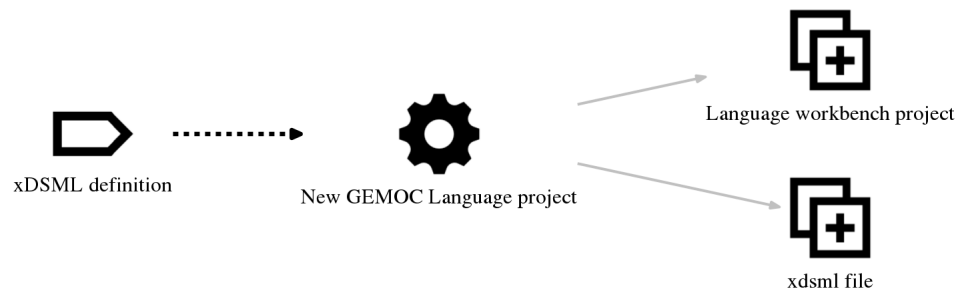 xDSML definition
New GEMOC Language project
Language workbench project
xdsml file